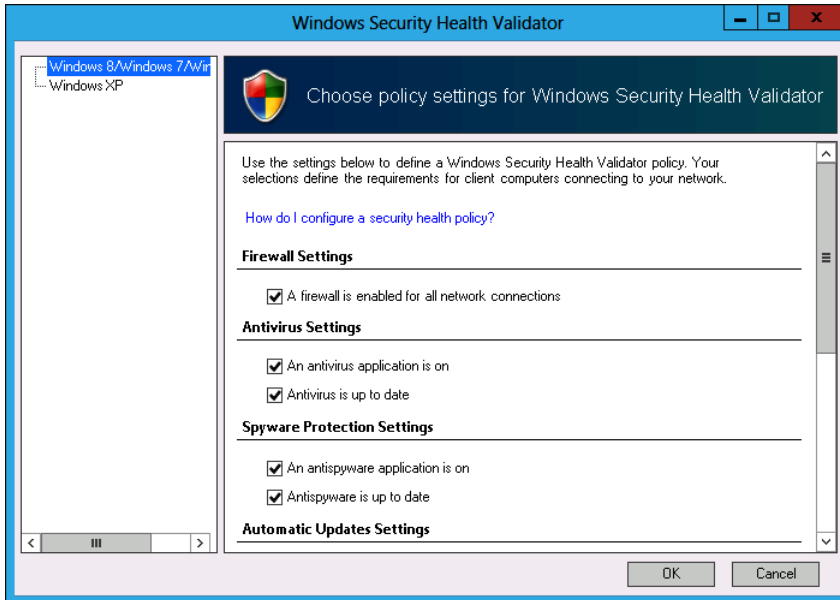 Windows Security Health Validator
Windows 8/Windows 7/Wir
Windows XP
Choose policy settings for Windows Security Health Validator
Use the settings below to define a Windows Security Health Validator policy. Your
selections define the requirements for client computers connecting to your network.
How do I configure a security health policy?
Firewall Settings
A firewall is enabled for all network connections
Antivirus Settings
An antivirus application is on
Antivirus is up to date
Spyware Protection Settings
An antispyware application is on
Antispyware is up to date
Automatic Updates Settings
OK
Cancel